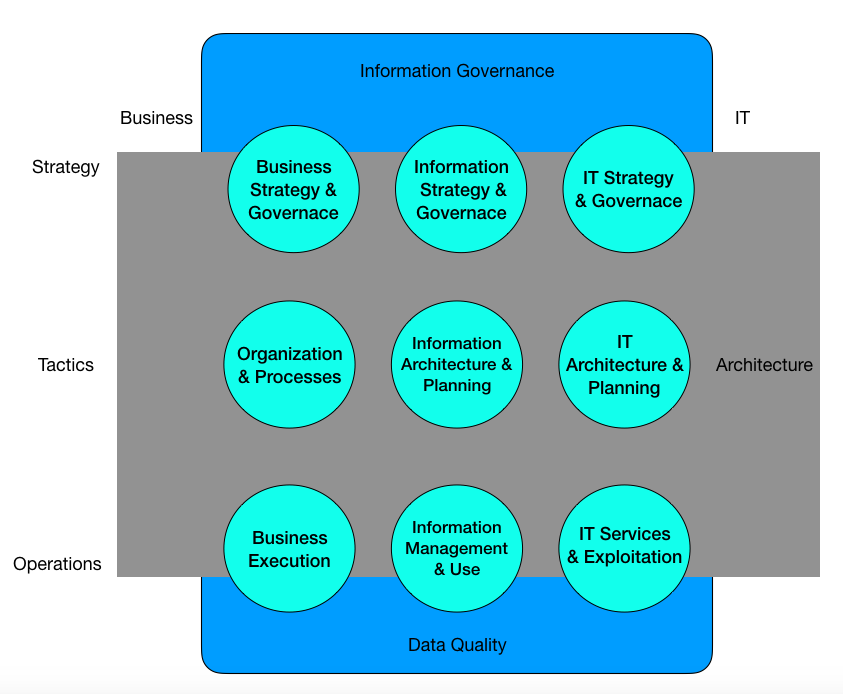 Information Governance
Business
IT
Strategy
Business
Strategy &
Governace
Information
Strategy &
Governace
IT Strategy
& Governace
Tactics
Organization
& Processes
Information
Architecture &
Planning
IT
Architecture &
Planning
Architecture
Operations
Business
Execution
Information
Management
& Use
IT Services
& Exploitation
Data Quality